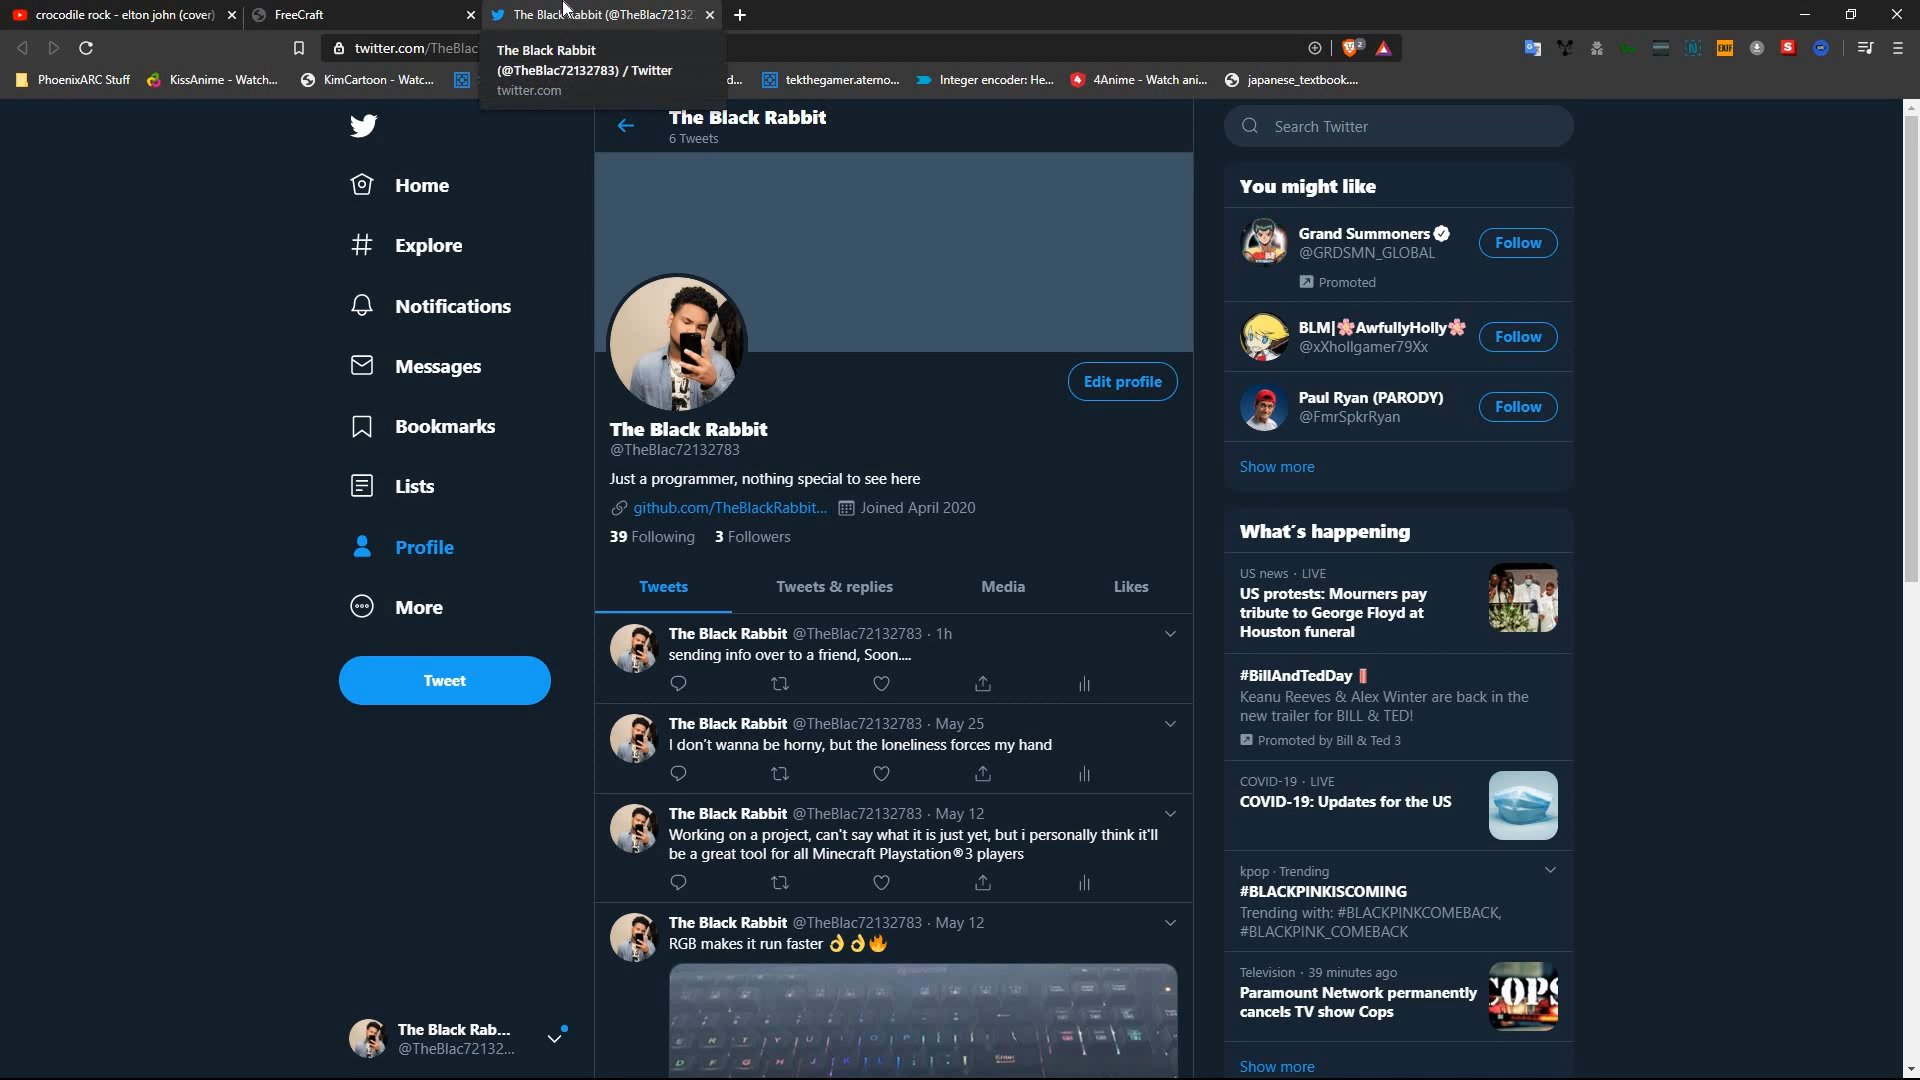 crocodile rock - elton john (cover)
FreeCraft
The Black Rabbit (@TheBlac72132
twitter.com/TheBlac
The Black Rabbit
(@TheBlac72132783) / Twitter
twitter.com
PhoenixARC Stuff
KissAnime - Watch...
KimCartoon - Watc...
d...
tekthegamer.aterno...
Integer encoder: He...
4Anime - Watch ani...
japanese_textbook....
The Black Rabbit
6 Tweets
Home
Explore
Notifications
Messages
Bookmarks
Lists
Profile
More
Tweet
The Black Rab...
@TheBlac72132...
Edit profile
The Black Rabbit
@TheBlac72132783
Just a programmer, nothing special to see here
github.com/TheBlackRabbit... Joined April 2020
39 Following 3 Followers
Tweets
Tweets & replies
Media
Likes
The Black Rabbit @TheBlac72132783 · 1h
sending info over to a friend, Soon....
The Black Rabbit @TheBlac72132783 · May 25
I don't wanna be horny, but the loneliness forces my hand
The Black Rabbit @TheBlac72132783 · May 12
Working on a project, can't say what it is just yet, but i personally think it'll
be a great tool for all Minecraft Playstation®3 players
The Black Rabbit @TheBlac72132783 · May 12
RGB makes it run faster 👌👌🔥
Search Twitter
You might like
Grand Summoners
@GRDSMN_GLOBAL
Promoted
Follow
BLM|🌸AwfullyHolly🌸
@xXhollgamer79Xx
Follow
Paul Ryan (PARODY)
@FmrSpkrRyan
Follow
Show more
What's happening
US news · LIVE
US protests: Mourners pay
tribute to George Floyd at
Houston funeral
#BillAndTedDay
Keanu Reeves & Alex Winter are back in the
new trailer for BILL & TED!
Promoted by Bill & Ted 3
COVID-19 · LIVE
COVID-19: Updates for the US
kpop · Trending
#BLACKPINKISCOMING
Trending with: #BLACKPINKCOMEBACK,
#BLACKPINK_COMEBACK
Television · 39 minutes ago
Paramount Network permanently
cancels TV show Cops
Show more